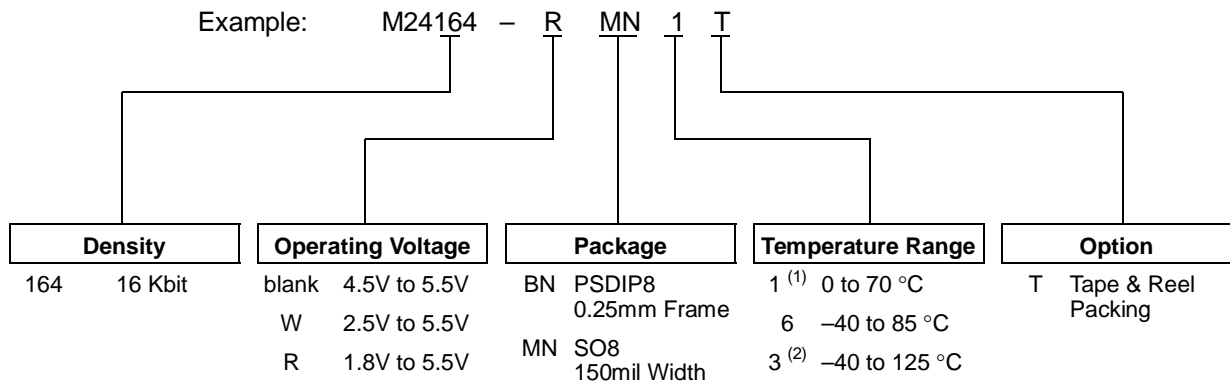 Example: M24164 – R MN 1 T
Density
164 16 Kbit
Operating Voltage
blank 4.5V to 5.5V
W 2.5V to 5.5V
R 1.8V to 5.5V
Package
BN PSDIP8
0.25mm Frame
MN SO8
150mil Width
Temperature Range
1 (1) 0 to 70 °C
6 –40 to 85 °C
3 (2) –40 to 125 °C
Option
T Tape & Reel
Packing